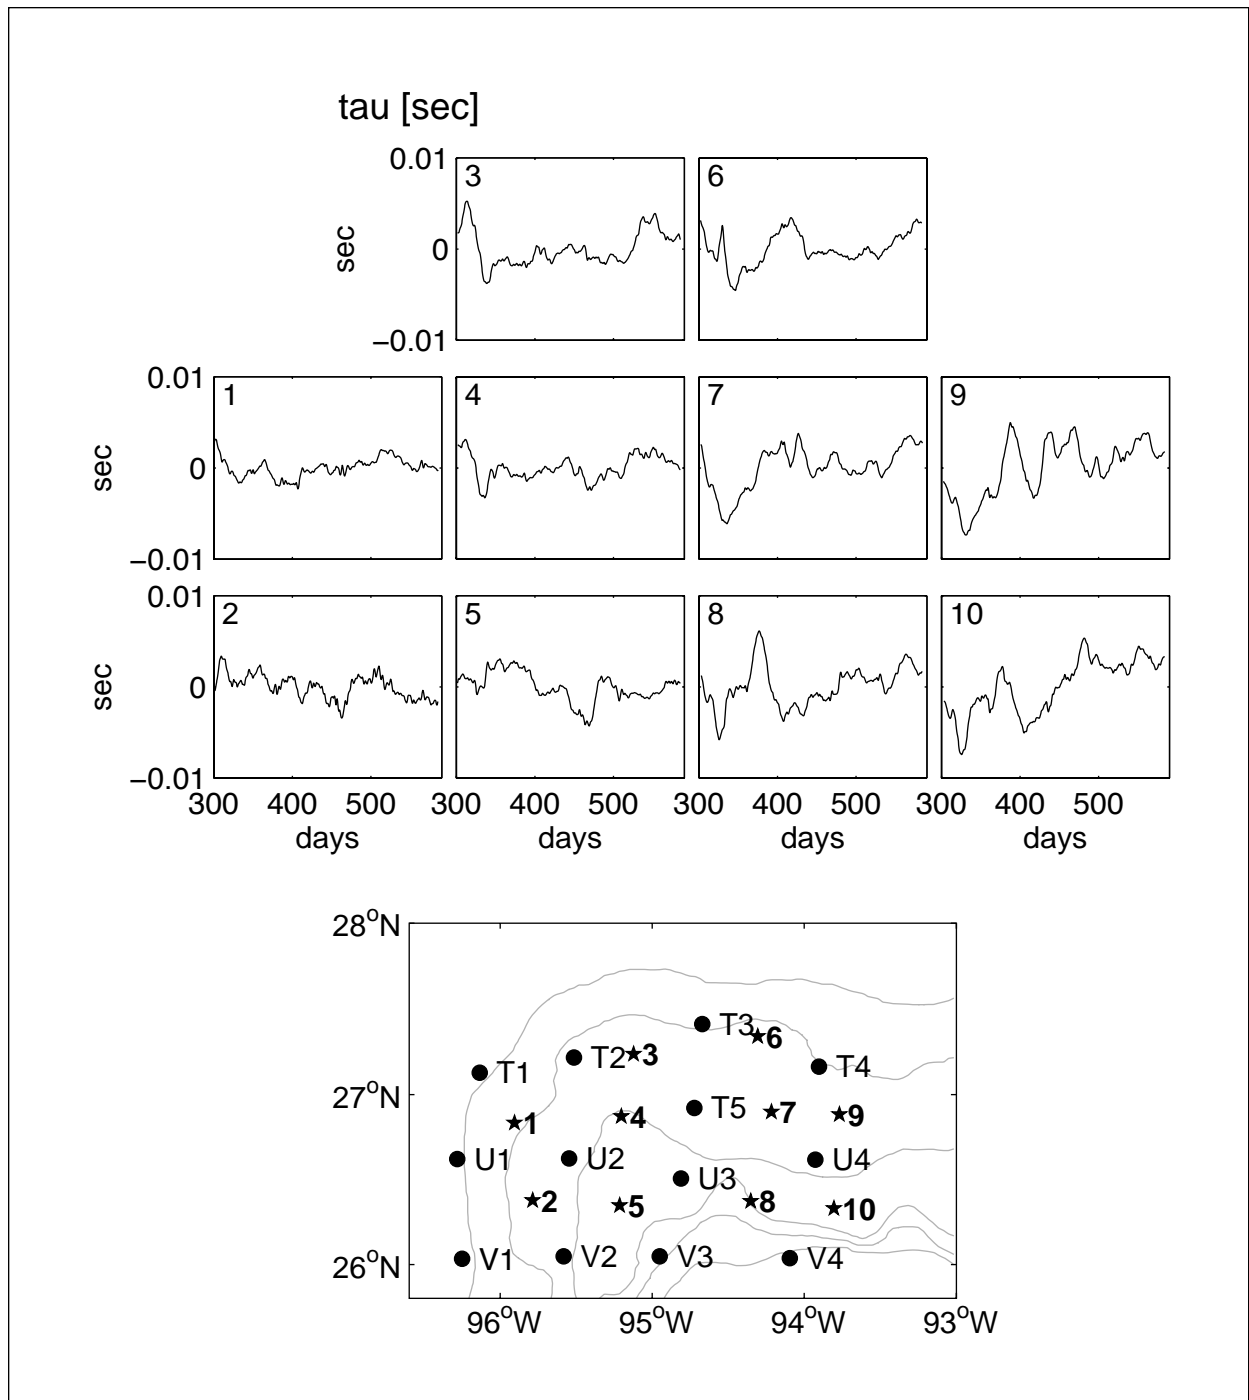 tau [sec]
0.01
0
−0.01
sec
3
6
0.01
0
−0.01
sec
1
4
7
9
0.01
0
−0.01
sec
2
5
8
10
300 400 500 300 400 500 300 400 500 300 400 500
days days days days
28°N
27°N
26°N
T3 6
T2 3
T4
T1
T5 7 9
1 4
U1 U2 U4
U3
2 5 8 10
V1 V2 V3 V4
96°W 95°W 94°W 93°W